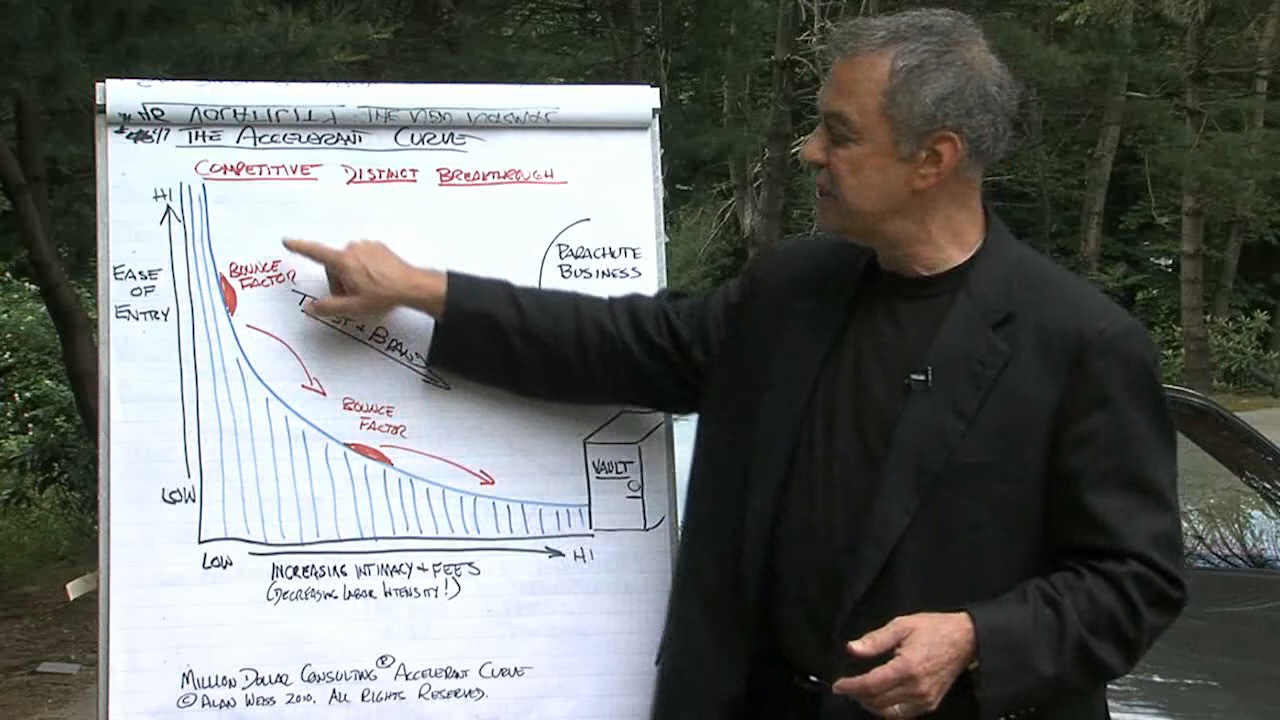 THE ACCELERANT CURVE
COMPETITIVE DISTINCT BREAKTHROUGH
HI
EASE
OF
ENTRY
LOW
BOUNCE
FACTOR
PARACHUTE
BUSINESS
BOUNCE
FACTOR
VAULT
LOW
HI
INCREASING INTIMACY + FEES
(DECREASING LABOR INTENSITY!)
MILLION DOLLAR CONSULTING® ACCELERANT CURVE
© ALAN WEISS 2010. ALL RIGHTS RESERVED.